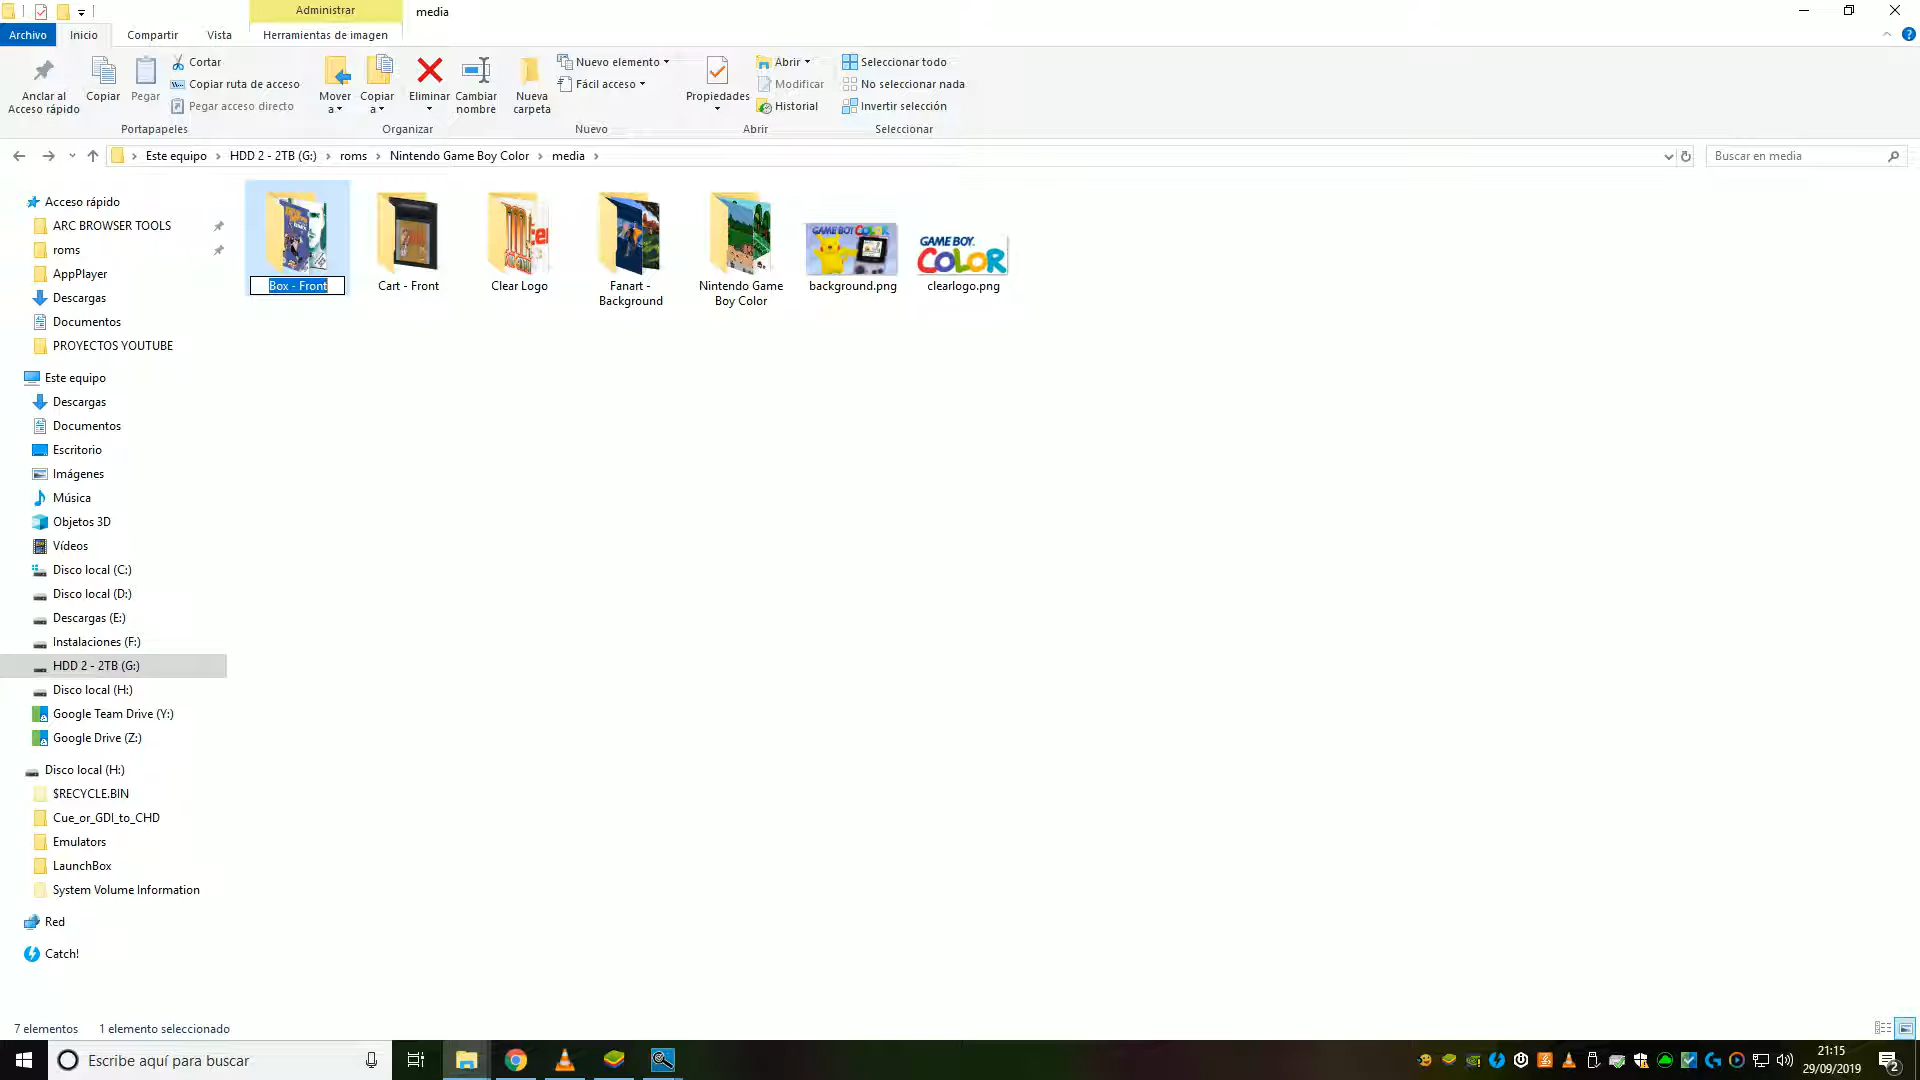 Administrar
media
Archivo
Inicio
Compartir
Vista
Herramientas de imagen
Anclar al
Acceso rápido
Copiar
Pegar
Cortar
Copiar ruta de acceso
Pegar acceso directo
Portapapeles
Mover
a
Copiar
a
Eliminar
Cambiar
nombre
Organizar
Nueva
carpeta
Nuevo elemento
Fácil acceso
Nuevo
Propiedades
Abrir
Modificar
Historial
Abrir
Seleccionar todo
No seleccionar nada
Invertir selección
Seleccionar
Este equipo > HDD 2 - 2TB (G:) > roms > Nintendo Game Boy Color > media >
Buscar en media
Acceso rápido
ARC BROWSER TOOLS
roms
AppPlayer
Descargas
Documentos
PROYECTOS YOUTUBE
Este equipo
Descargas
Documentos
Escritorio
Imágenes
Música
Objetos 3D
Vídeos
Disco local (C:)
Disco local (D:)
Descargas (E:)
Instalaciones (F:)
HDD 2 - 2TB (G:)
Disco local (H:)
Google Team Drive (Y:)
Google Drive (Z:)
Disco local (H:)
$RECYCLE.BIN
Cue_or_GDI_to_CHD
Emulators
LaunchBox
System Volume Information
Red
Catch!
Box - Front
Cart - Front
Clear Logo
Fanart -
Background
Nintendo Game
Boy Color
GAME BOY COLOR
background.png
GAME BOY.
COLOR
clearlogo.png
7 elementos
1 elemento seleccionado
Escribe aquí para buscar
21:15
29/09/2019
2